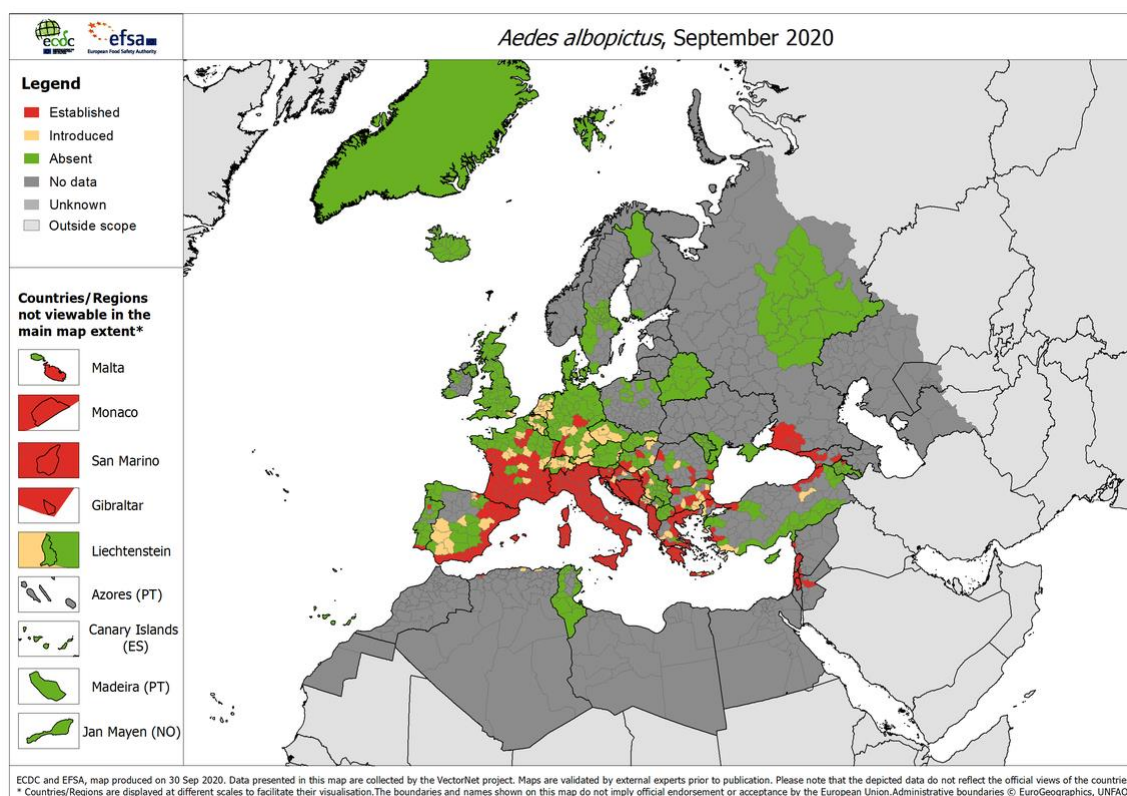 ecdc
efsa
European Food Safety Authority
Aedes albopictus, September 2020
Legend
Established
Introduced
Absent
No data
Unknown
Outside scope
Countries/Regions
not viewable in the
main map extent*
Malta
Monaco
San Marino
Gibraltar
Liechtenstein
Azores (PT)
Canary Islands
(ES)
Madeira (PT)
Jan Mayen (NO)
ECDC and EFSA, map produced on 30 Sep 2020. Data presented in this map are collected by the VectorNet project. Maps are validated by external experts prior to publication. Please note that the depicted data do not reflect the official views of the countrie
* Countries/Regions are displayed at different scales to facilitate their visualisation.The boundaries and names shown on this map do not imply official endorsement or acceptance by the European Union.Administrative boundaries © EuroGeographics, UNFAO